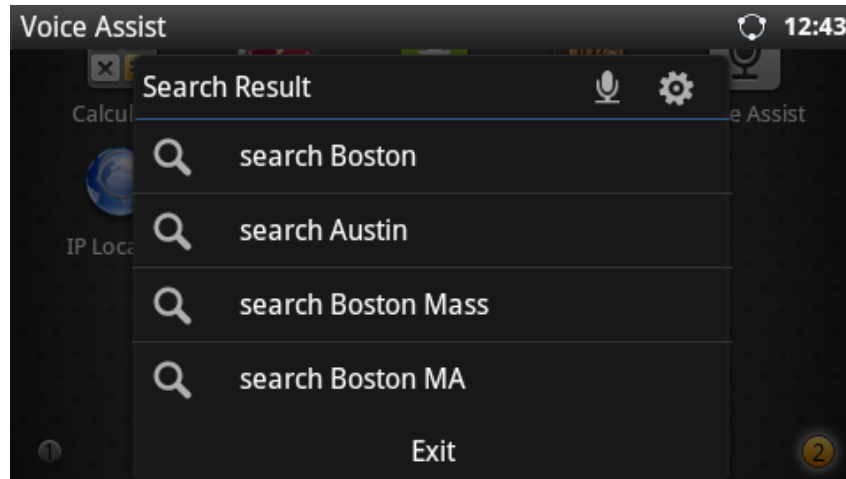 Voice Assist 12:43
Search Result
Calcul
e Assist
search Boston
search Austin
IP Loca
search Boston Mass
search Boston MA
1 Exit 2